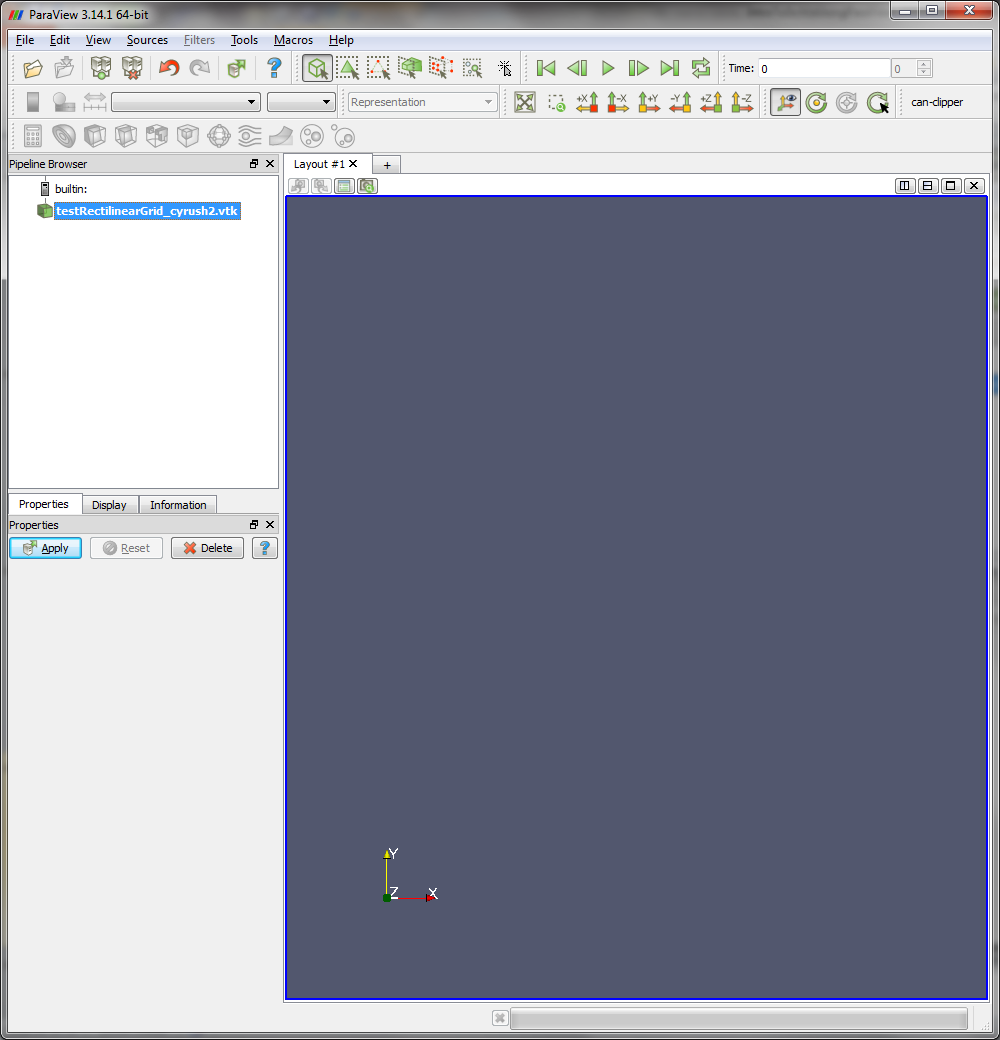 ParaView 3.14.1 64-bit
File Edit View Sources Filters Tools Macros Help
? Time: 0 0
+X -X +Y -Y +Z -Z can-clipper
Representation
Pipeline Browser
Layout #1 +
builtin:
testRectilinearGrid_cyrush2.vtk
Properties Display Information
Properties
Apply Reset Delete ?
Y
Z X